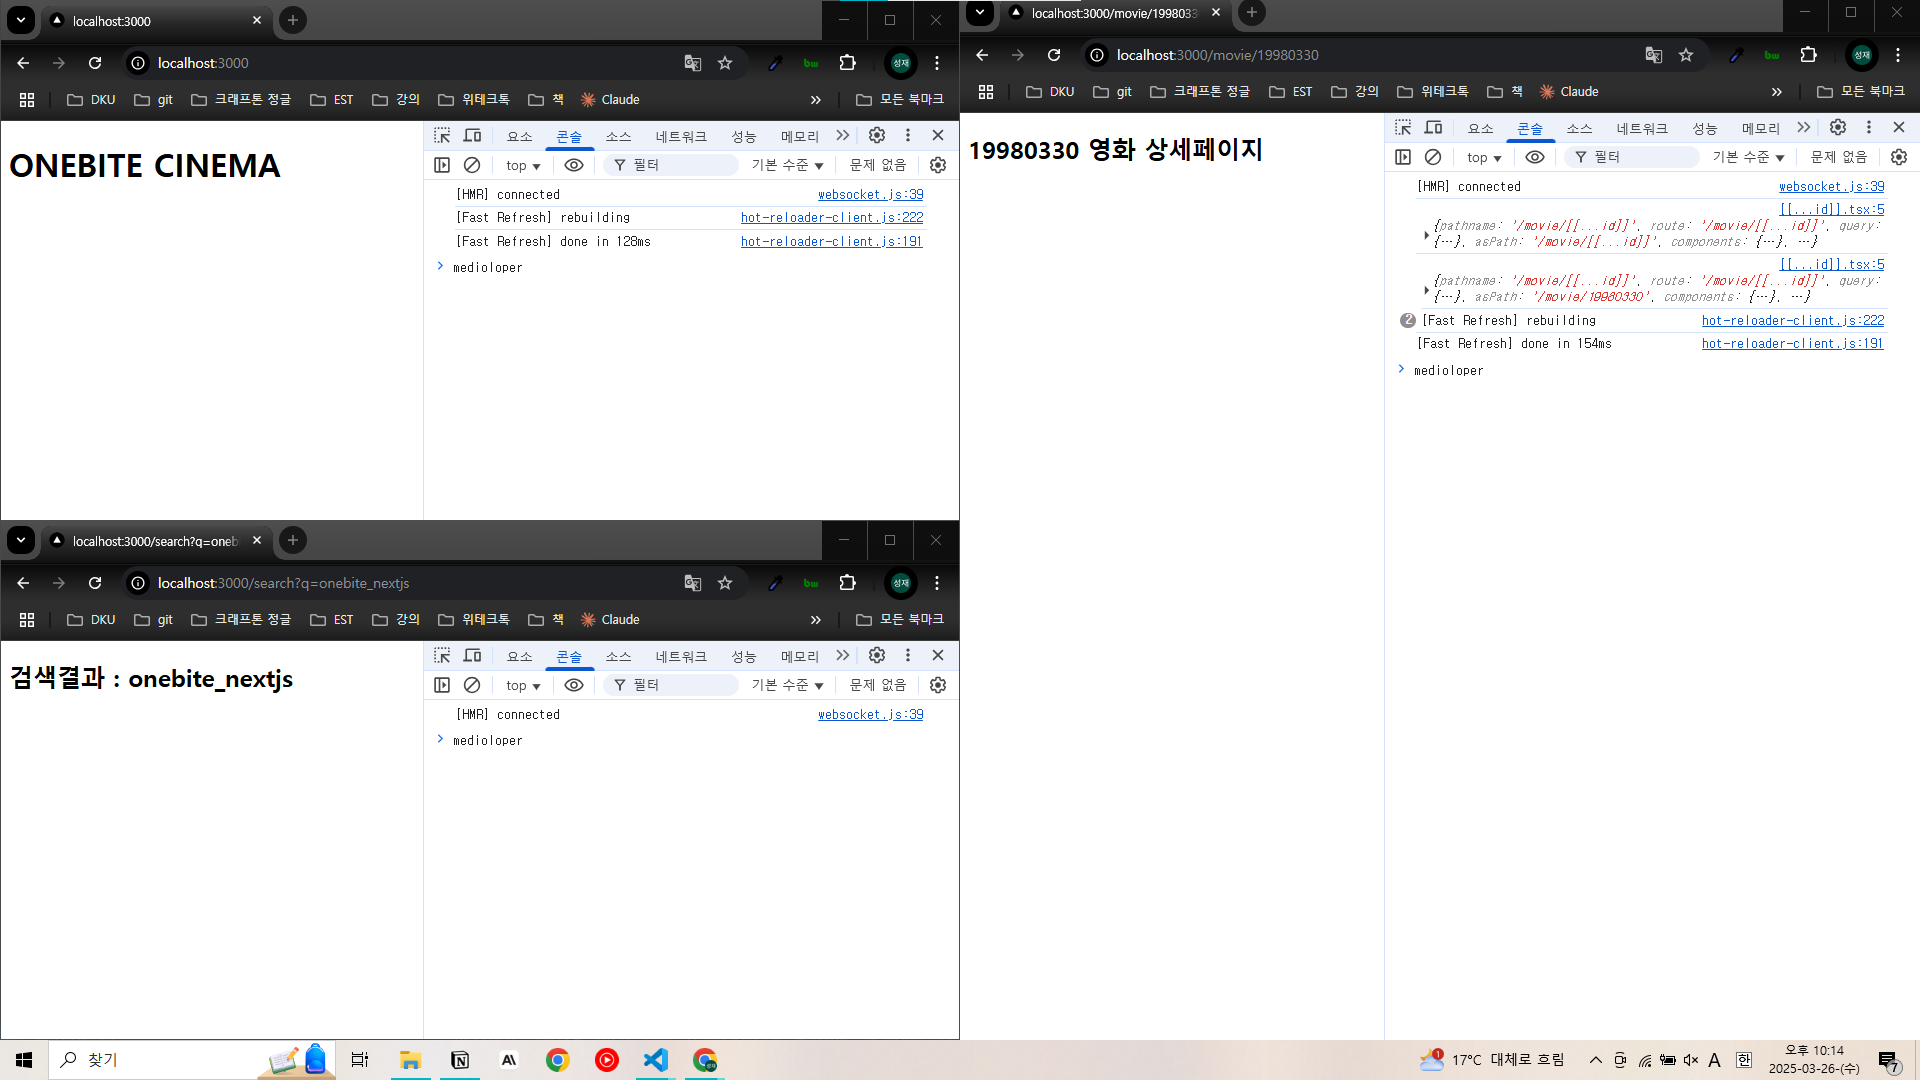 localhost:3000
localhost:3000
DKU git 크래프톤 정글 EST 강의 위테크톡 책 Claude 모든 북마크
ONEBITE CINEMA
요소 콘솔 소스 네트워크 성능 메모리
top 필터 기본 수준 문제 없음
[HMR] connected websocket.js:39
[Fast Refresh] rebuilding hot-reloader-client.js:222
[Fast Refresh] done in 128ms hot-reloader-client.js:191
medioloper
localhost:3000/search?q=oneb
localhost:3000/search?q=onebite_nextjs
DKU git 크래프톤 정글 EST 강의 위테크톡 책 Claude 모든 북마크
검색결과 : onebite_nextjs
요소 콘솔 소스 네트워크 성능 메모리
top 필터 기본 수준 문제 없음
[HMR] connected websocket.js:39
medioloper
localhost:3000/movie/1998033
localhost:3000/movie/19980330
성재
DKU git 크래프톤 정글 EST 강의 위테크톡 책 Claude 모든 북마크
19980330 영화 상세페이지
요소 콘솔 소스 네트워크 성능 메모리
top 필터 기본 수준 문제 없음
[HMR] connected websocket.js:39
[[...id]].tsx:5
{pathname: '/movie/[[...id]]', route: '/movie/[[...id]]', query:
{…}, asPath: '/movie/[[...id]]', components: {…}, …}
[[...id]].tsx:5
{pathname: '/movie/[[...id]]', route: '/movie/[[...id]]', query:
{…}, asPath: '/movie/19980330', components: {…}, …}
2 [Fast Refresh] rebuilding hot-reloader-client.js:222
[Fast Refresh] done in 154ms hot-reloader-client.js:191
medioloper
찾기
1 17°C 대체로 흐림
A 한
오후 10:14
2025-03-26-(수)
7